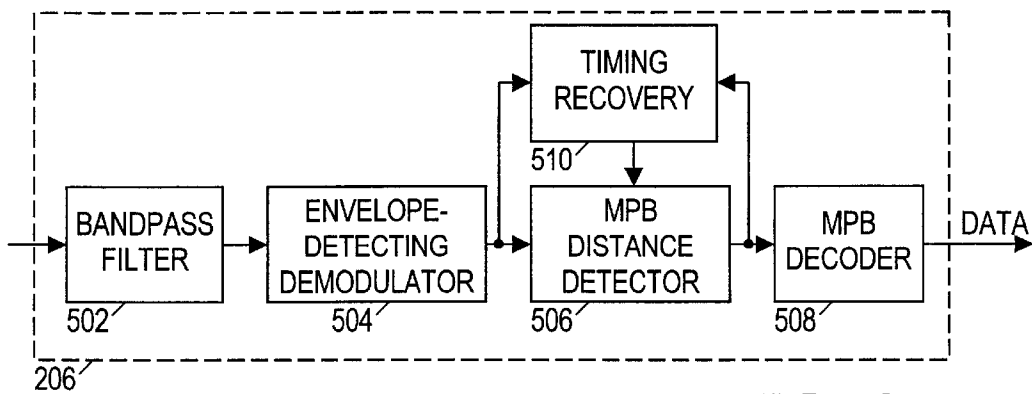 TIMING
RECOVERY
510
BANDPASS
FILTER
502
ENVELOPE-
DETECTING
DEMODULATOR
504
MPB
DISTANCE
DETECTOR
506
MPB
DECODER
508
DATA
206